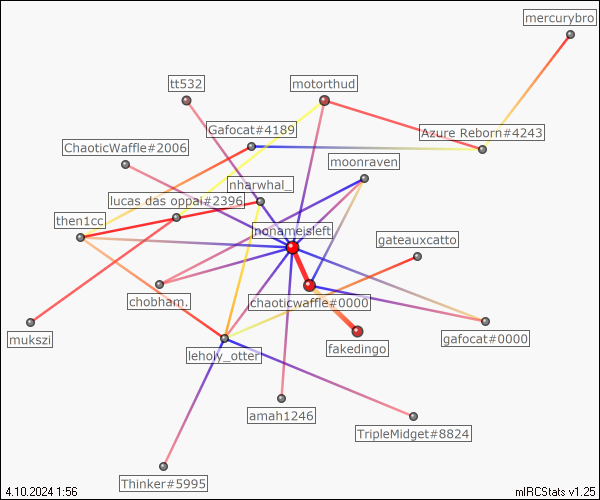 mercurybro
tt532
motorthud
Gafocat#4189
Azure Reborn#4243
ChaoticWaffle#2006
moonraven
nharwhal_
lucas das oppai#2396
then1cc
nonameisleft
gateauxcatto
chobham.
chaoticwaffle#0000
mukszi
gafocat#0000
fakedingo
leholy_otter
amah1246
TripleMidget#8824
Thinker#5995
4.10.2024 1:56
mIRCStats v1.25